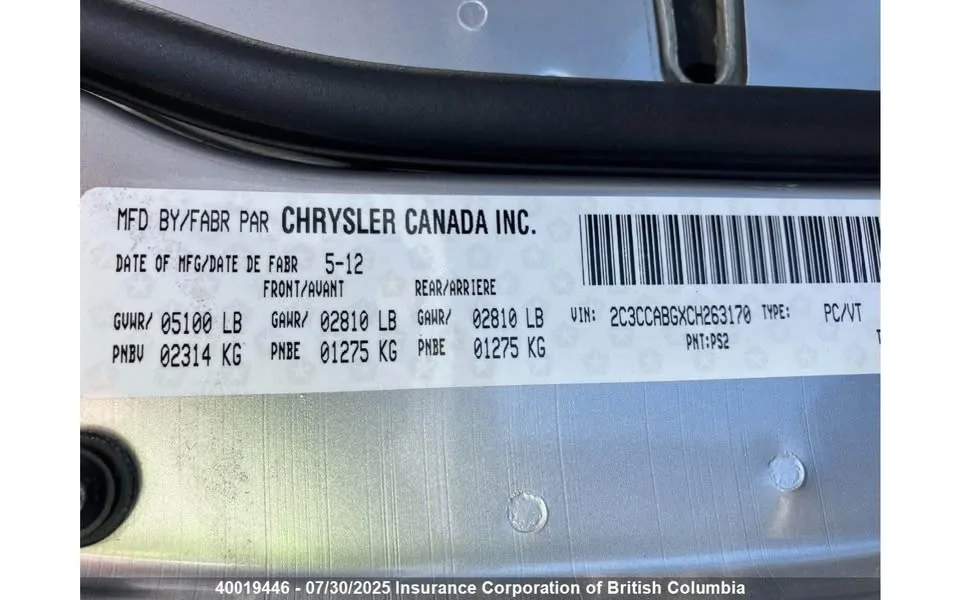 MFD BY/FABR PAR CHRYSLER CANADA INC.
DATE OF MFG/DATE DE FABR 5-12
FRONT/AVANT REAR/ARRIERE
GVWR/ 05100 LB GAWR/ 02810 LB GAWR/ 02810 LB VIN: 2C3CCABGXCH263170 TYPE: PC/VT
PNBV 02314 KG PNBE 01275 KG PNBE 01275 KG PNT:PS2
40019446 - 07/30/2025 Insurance Corporation of British Columbia